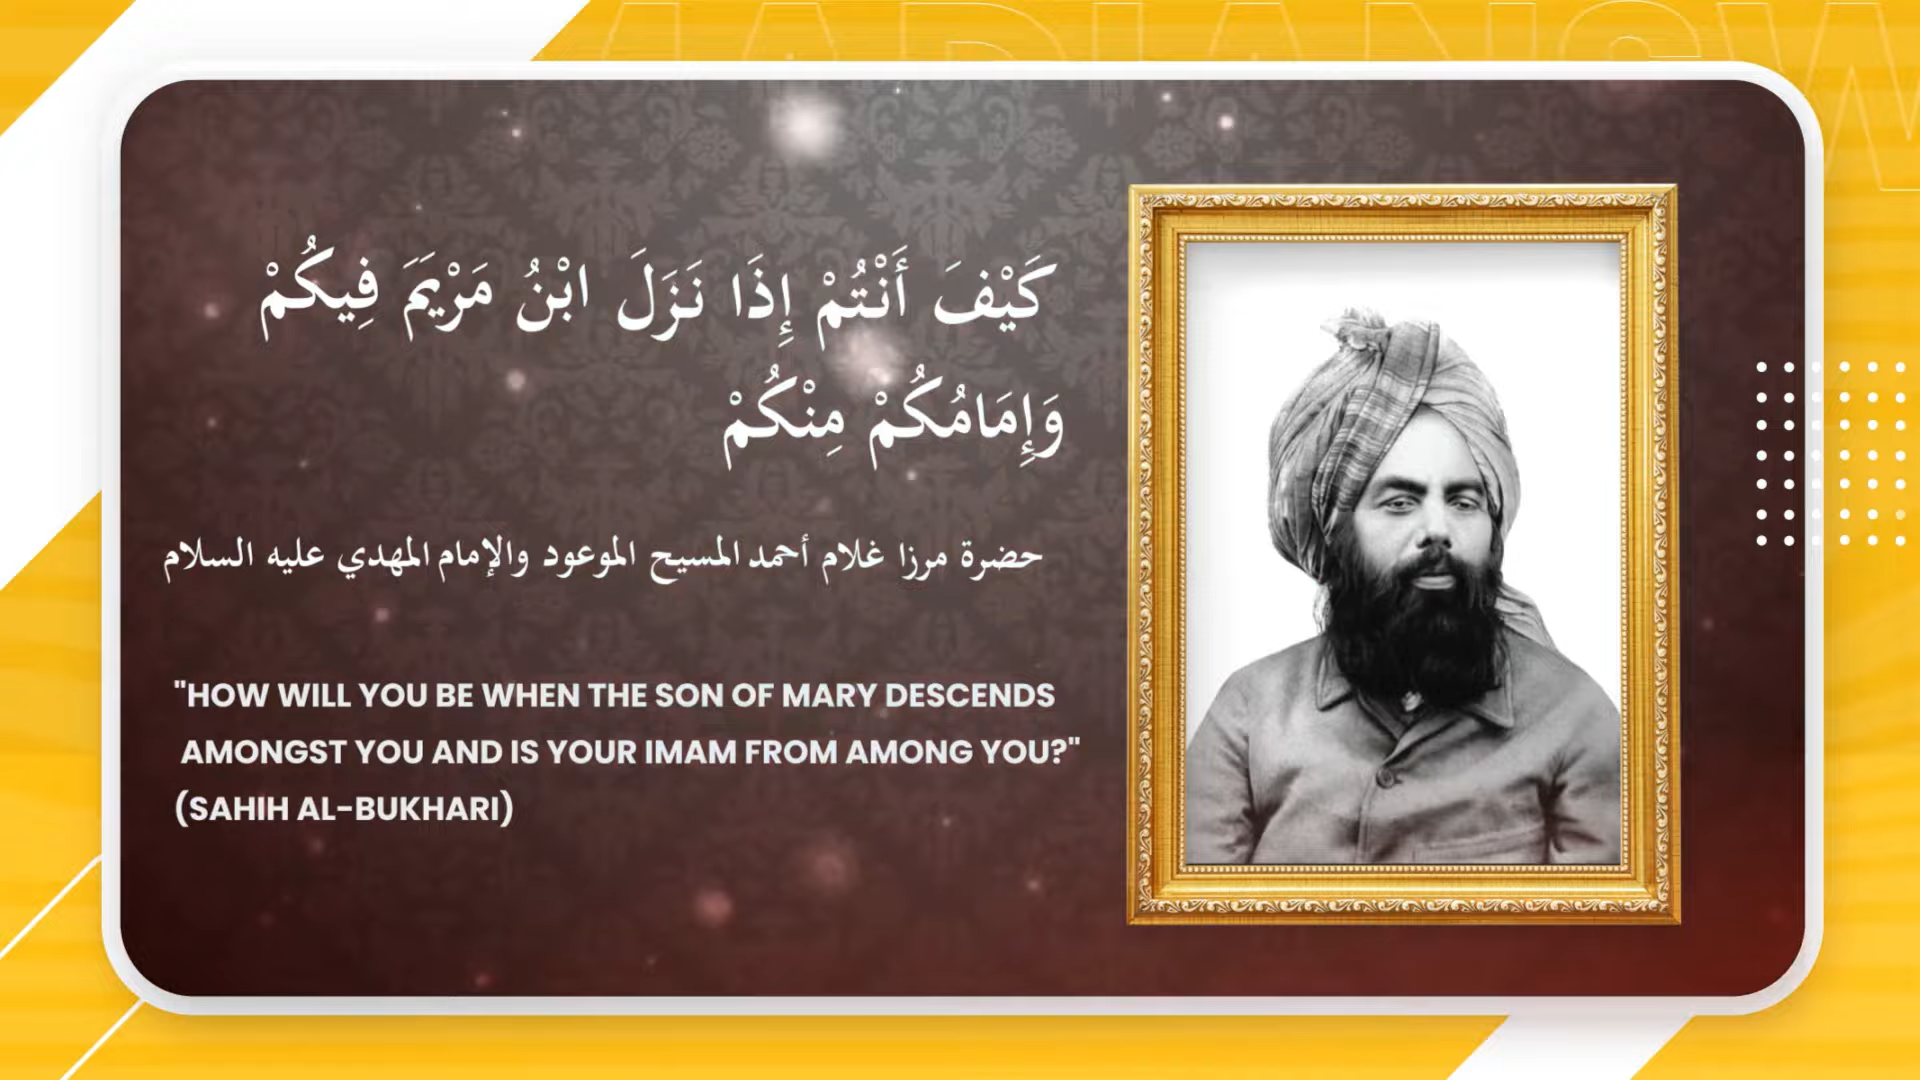 كَيْفَ أَنْتُمْ إِذَا نَزَلَ ابْنُ مَرْيَمَ فِيكُمْ
وَإِمَامُكُمْ مِنْكُمْ
حضرة مرزا غلام أحمد المسيح الموعود والإمام المهدي عليه السلام
"HOW WILL YOU BE WHEN THE SON OF MARY DESCENDS
AMONGST YOU AND IS YOUR IMAM FROM AMONG YOU?"
(SAHIH AL-BUKHARI)